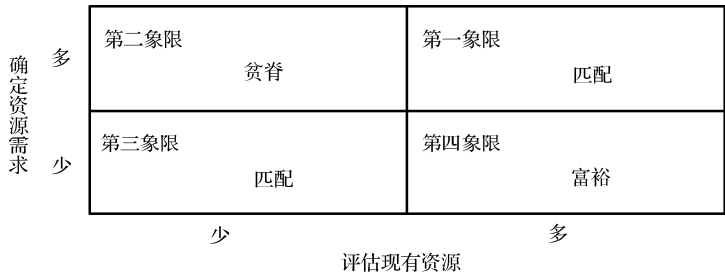 确定资源需求
多
少
第二象限
贫脊
第一象限
匹配
第三象限
匹配
第四象限
富裕
少
多
评估现有资源